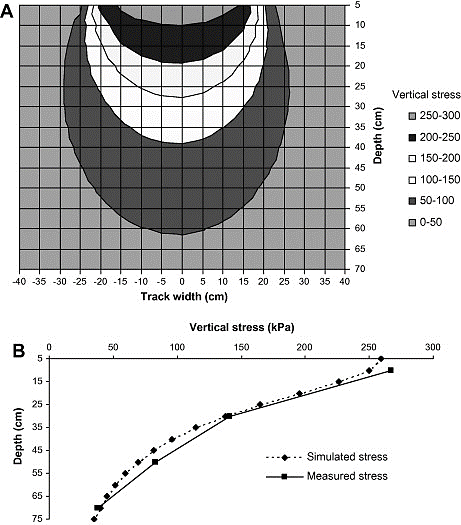 A
5
10
15
20
25
30
35
40
45
50
55
60
65
70
Depth (cm)
-40 -35 -30 -25 -20 -15 -10 -5 0 5 10 15 20 25 30 35 40
Track width (cm)
Vertical stress
250-300
200-250
150-200
100-150
50-100
0-50
Vertical stress (kPa)
B
0 50 100 150 200 250 300
5
15
25
35
45
55
65
75
Depth (cm)
Simulated stress
Measured stress